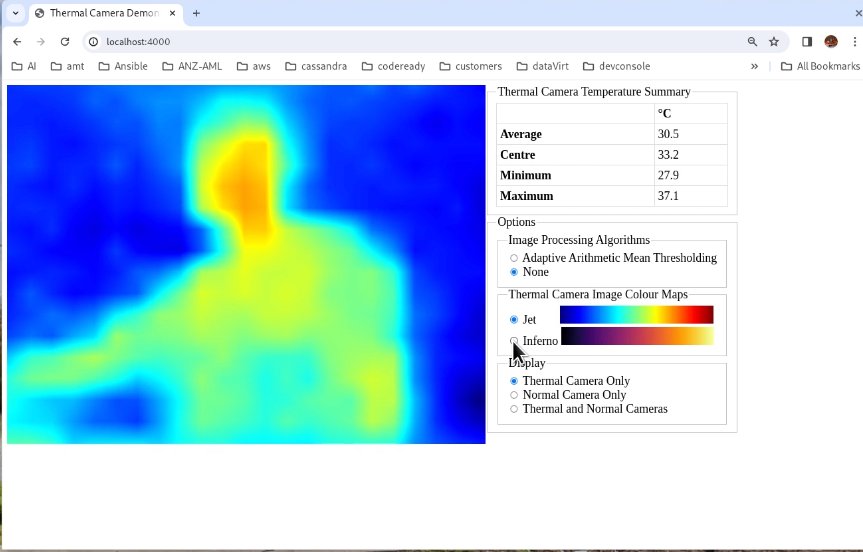 Thermal Camera Demon
localhost:4000
AI amt Ansible ANZ-AML aws cassandra codeready customers dataVirt devconsole » All Bookmarks
Thermal Camera Temperature Summary
°C
Average 30.5
Centre 33.2
Minimum 27.9
Maximum 37.1
Options
Image Processing Algorithms
Adaptive Arithmetic Mean Thresholding
None
Thermal Camera Image Colour Maps
Jet
Inferno
Display
Thermal Camera Only
Normal Camera Only
Thermal and Normal Cameras